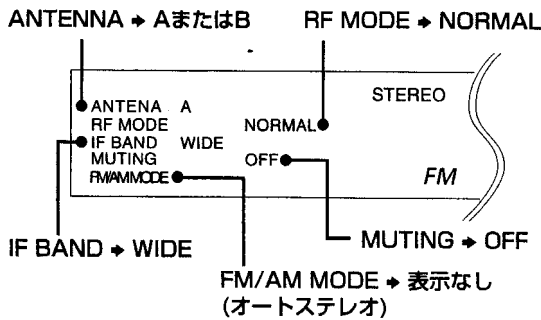 ANTENNA ➧ AまたはB
RF MODE ➧ NORMAL
STEREO
ANTENA A
RF MODE NORMAL
IF BAND WIDE
MUTING OFF
FM/AM MODE
FM
IF BAND ➧ WIDE
MUTING ➧ OFF
FM/AM MODE ➧ 表示なし
(オートステレオ)